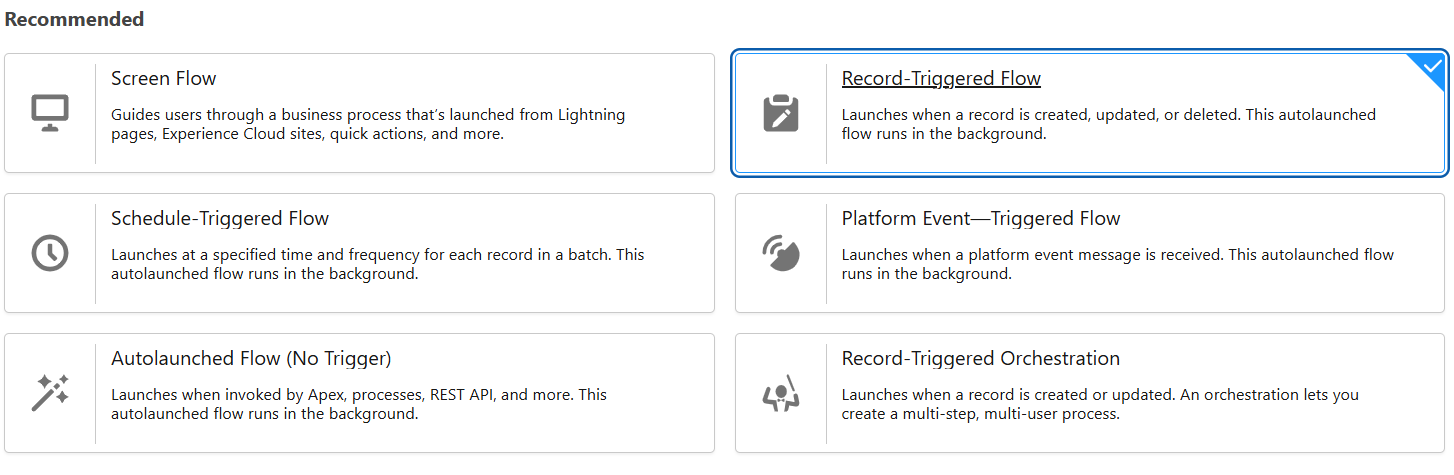 Recommended
Screen Flow
Guides users through a business process that’s launched from Lightning
pages, Experience Cloud sites, quick actions, and more.
Record-Triggered Flow
Launches when a record is created, updated, or deleted. This autolaunched
flow runs in the background.
Schedule-Triggered Flow
Launches at a specified time and frequency for each record in a batch. This
autolaunched flow runs in the background.
Platform Event—Triggered Flow
Launches when a platform event message is received. This autolaunched flow
runs in the background.
Autolaunched Flow (No Trigger)
Launches when invoked by Apex, processes, REST API, and more. This
autolaunched flow runs in the background.
Record-Triggered Orchestration
Launches when a record is created or updated. An orchestration lets you
create a multi-step, multi-user process.